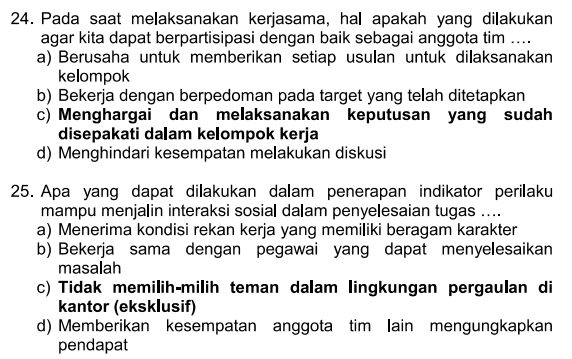 24. Pada saat melaksanakan kerjasama, hal apakah yang dilakukan
agar kita dapat berpartisipasi dengan baik sebagai anggota tim ....
a) Berusaha untuk memberikan setiap usulan untuk dilaksanakan
kelompok
b) Bekerja dengan berpedoman pada target yang telah ditetapkan
c) Menghargai dan melaksanakan keputusan yang sudah
disepakati dalam kelompok kerja
d) Menghindari kesempatan melakukan diskusi
25. Apa yang dapat dilakukan dalam penerapan indikator perilaku
mampu menjalin interaksi sosial dalam penyelesaian tugas ....
a) Menerima kondisi rekan kerja yang memiliki beragam karakter
b) Bekerja sama dengan pegawai yang dapat menyelesaikan
masalah
c) Tidak memilih-milih teman dalam lingkungan pergaulan di
kantor (eksklusif)
d) Memberikan kesempatan anggota tim lain mengungkapkan
pendapat